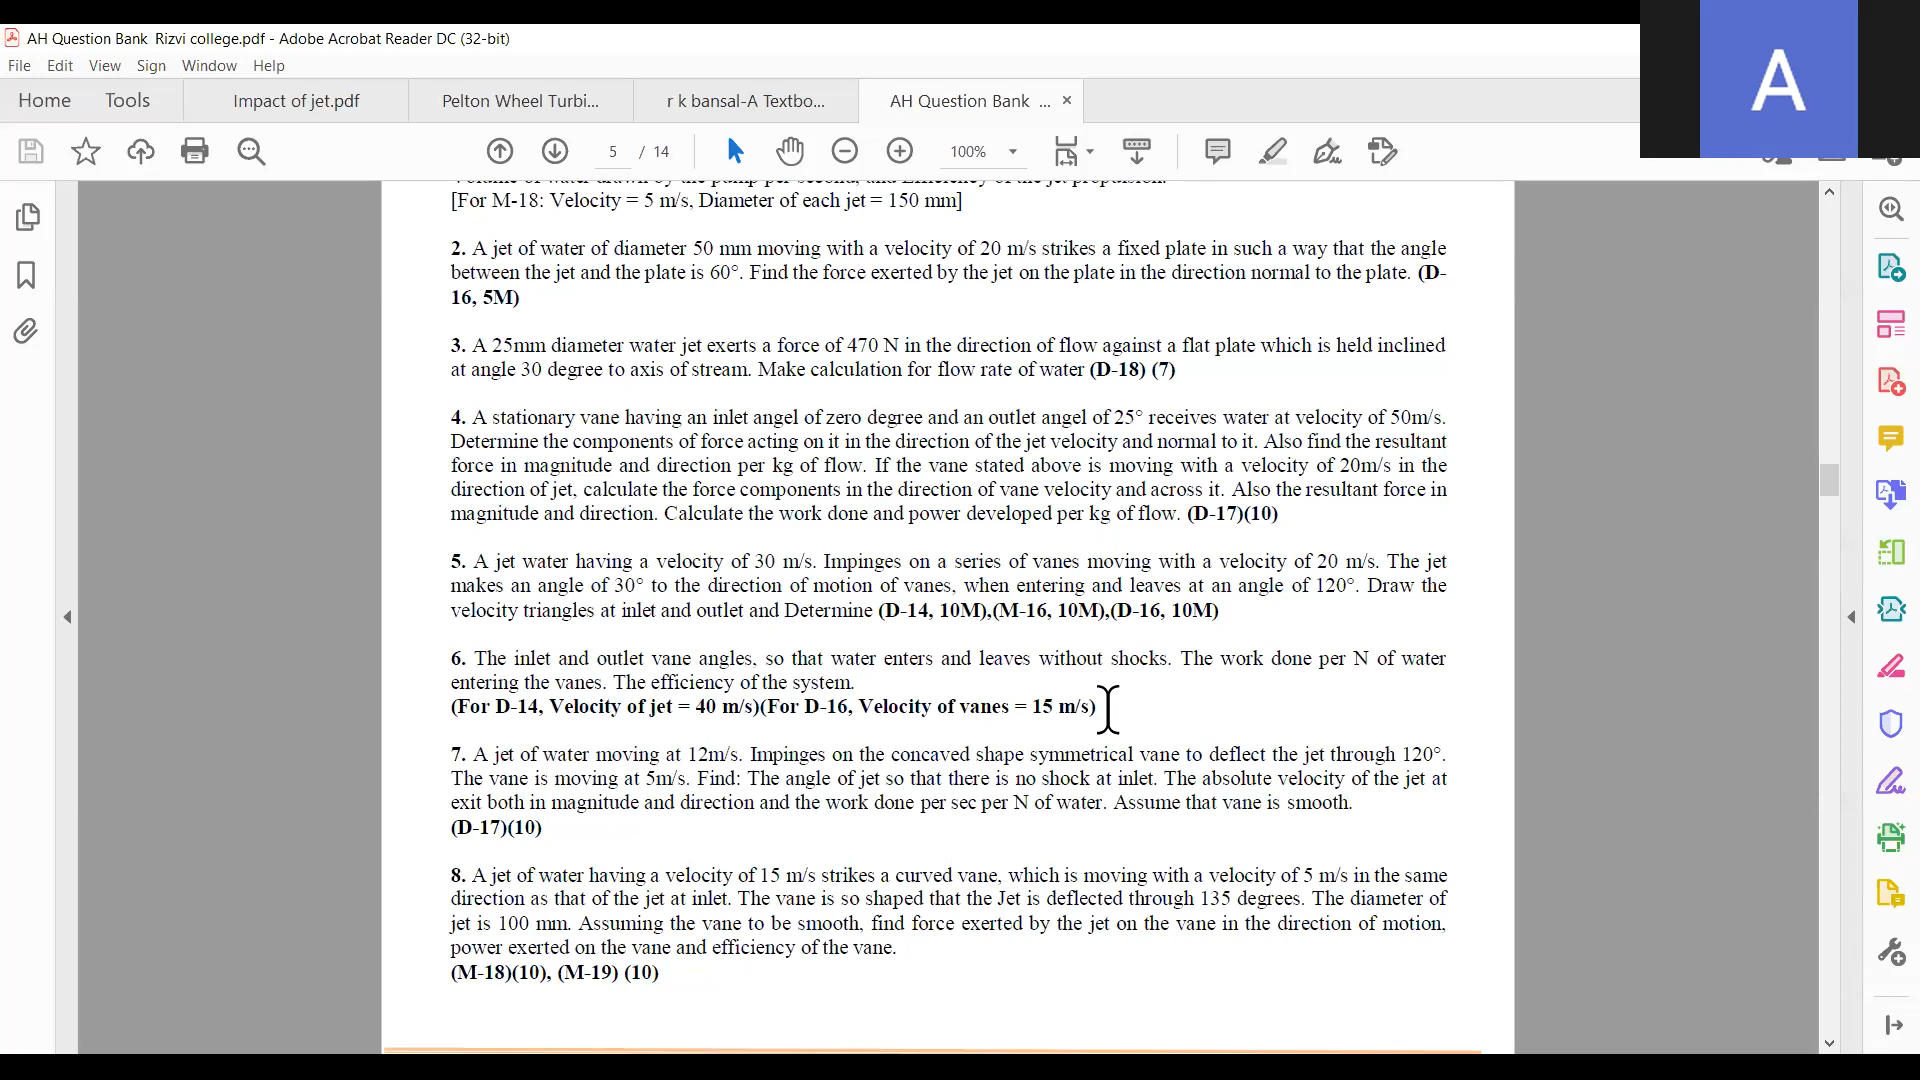 AH Question Bank Rizvi college.pdf - Adobe Acrobat Reader DC (32-bit)
File Edit View Sign Window Help
Home Tools Impact of jet.pdf Pelton Wheel Turbi... r k bansal-A Textbo... AH Question Bank ... ×
5 / 14 100%
A
volume of water drawn by the pump per second, and Efficiency of the jet propulsion.
[For M-18: Velocity = 5 m/s, Diameter of each jet = 150 mm]
2. A jet of water of diameter 50 mm moving with a velocity of 20 m/s strikes a fixed plate in such a way that the angle
between the jet and the plate is 60°. Find the force exerted by the jet on the plate in the direction normal to the plate. (D-
16, 5M)
3. A 25mm diameter water jet exerts a force of 470 N in the direction of flow against a flat plate which is held inclined
at angle 30 degree to axis of stream. Make calculation for flow rate of water (D-18) (7)
4. A stationary vane having an inlet angel of zero degree and an outlet angel of 25° receives water at velocity of 50m/s.
Determine the components of force acting on it in the direction of the jet velocity and normal to it. Also find the resultant
force in magnitude and direction per kg of flow. If the vane stated above is moving with a velocity of 20m/s in the
direction of jet, calculate the force components in the direction of vane velocity and across it. Also the resultant force in
magnitude and direction. Calculate the work done and power developed per kg of flow. (D-17)(10)
5. A jet water having a velocity of 30 m/s. Impinges on a series of vanes moving with a velocity of 20 m/s. The jet
makes an angle of 30° to the direction of motion of vanes, when entering and leaves at an angle of 120°. Draw the
velocity triangles at inlet and outlet and Determine (D-14, 10M),(M-16, 10M),(D-16, 10M)
6. The inlet and outlet vane angles, so that water enters and leaves without shocks. The work done per N of water
entering the vanes. The efficiency of the system.
(For D-14, Velocity of jet = 40 m/s)(For D-16, Velocity of vanes = 15 m/s)
7. A jet of water moving at 12m/s. Impinges on the concaved shape symmetrical vane to deflect the jet through 120°.
The vane is moving at 5m/s. Find: The angle of jet so that there is no shock at inlet. The absolute velocity of the jet at
exit both in magnitude and direction and the work done per sec per N of water. Assume that vane is smooth.
(D-17)(10)
8. A jet of water having a velocity of 15 m/s strikes a curved vane, which is moving with a velocity of 5 m/s in the same
direction as that of the jet at inlet. The vane is so shaped that the Jet is deflected through 135 degrees. The diameter of
jet is 100 mm. Assuming the vane to be smooth, find force exerted by the jet on the vane in the direction of motion,
power exerted on the vane and efficiency of the vane.
(M-18)(10), (M-19) (10)